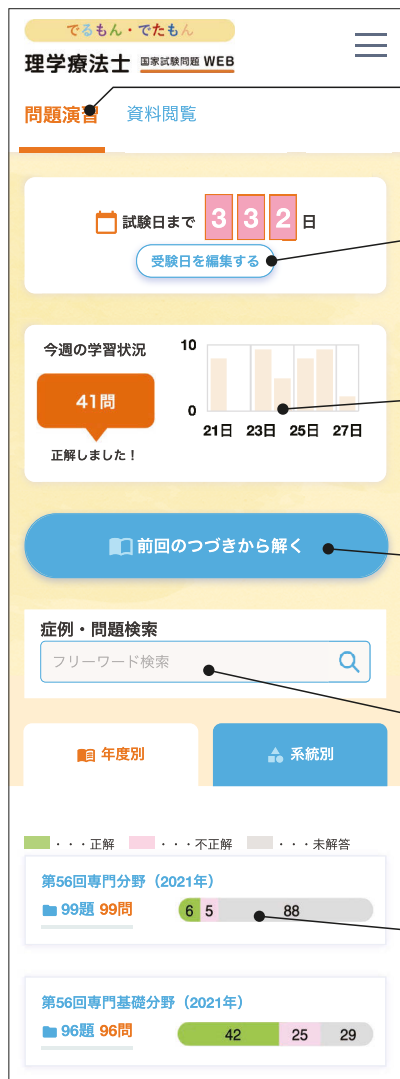 でるもん・でたもん
理学療法士 国家試験問題 WEB
問題演習 資料閲覧
試験日まで 3 3 2 日
受験日を編集する
今週の学習状況
10
41問
0
21日 23日 25日 27日
正解しました！
前回のつづきから解く
症例・問題検索
フリーワード検索
年度別 系統別
・・・正解 ・・・不正解 ・・・未解答
第56回専門分野（2021年）
99題 99問 6 5 88
第56回専門基礎分野（2021年）
96題 96問 42 25 29